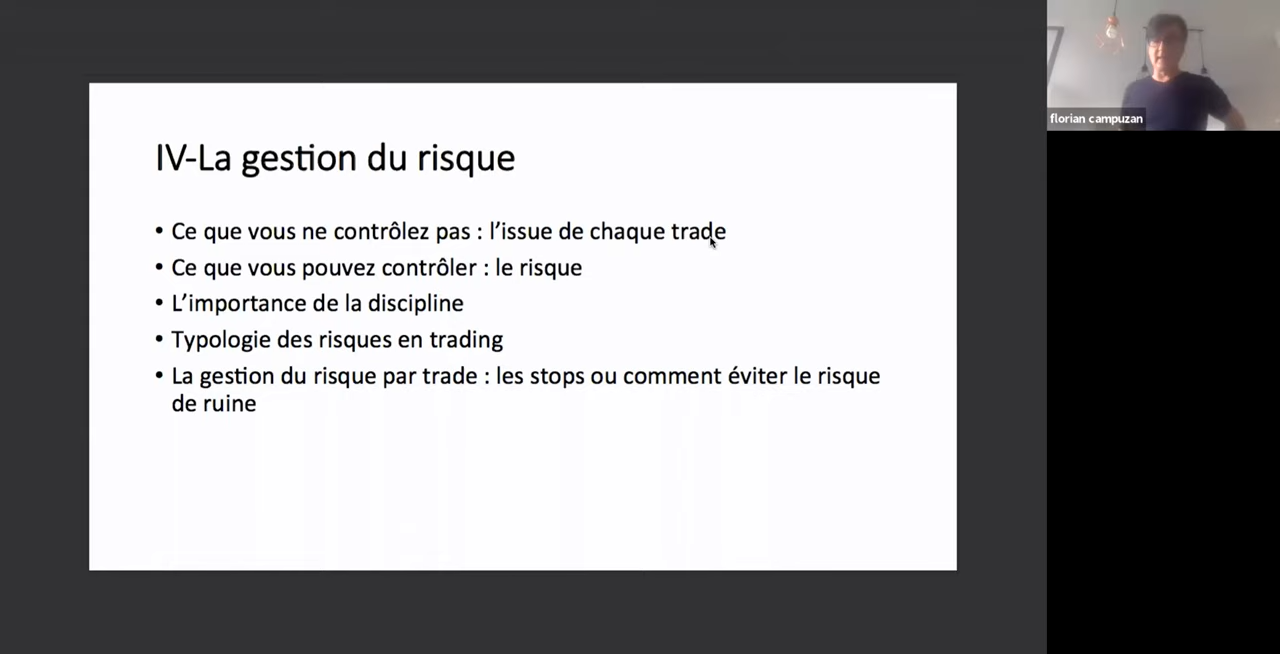 IV-La gestion du risque
• Ce que vous ne contrôlez pas : l’issue de chaque trade
• Ce que vous pouvez contrôler : le risque
• L’importance de la discipline
• Typologie des risques en trading
• La gestion du risque par trade : les stops ou comment éviter le risque
de ruine
florian campuzan